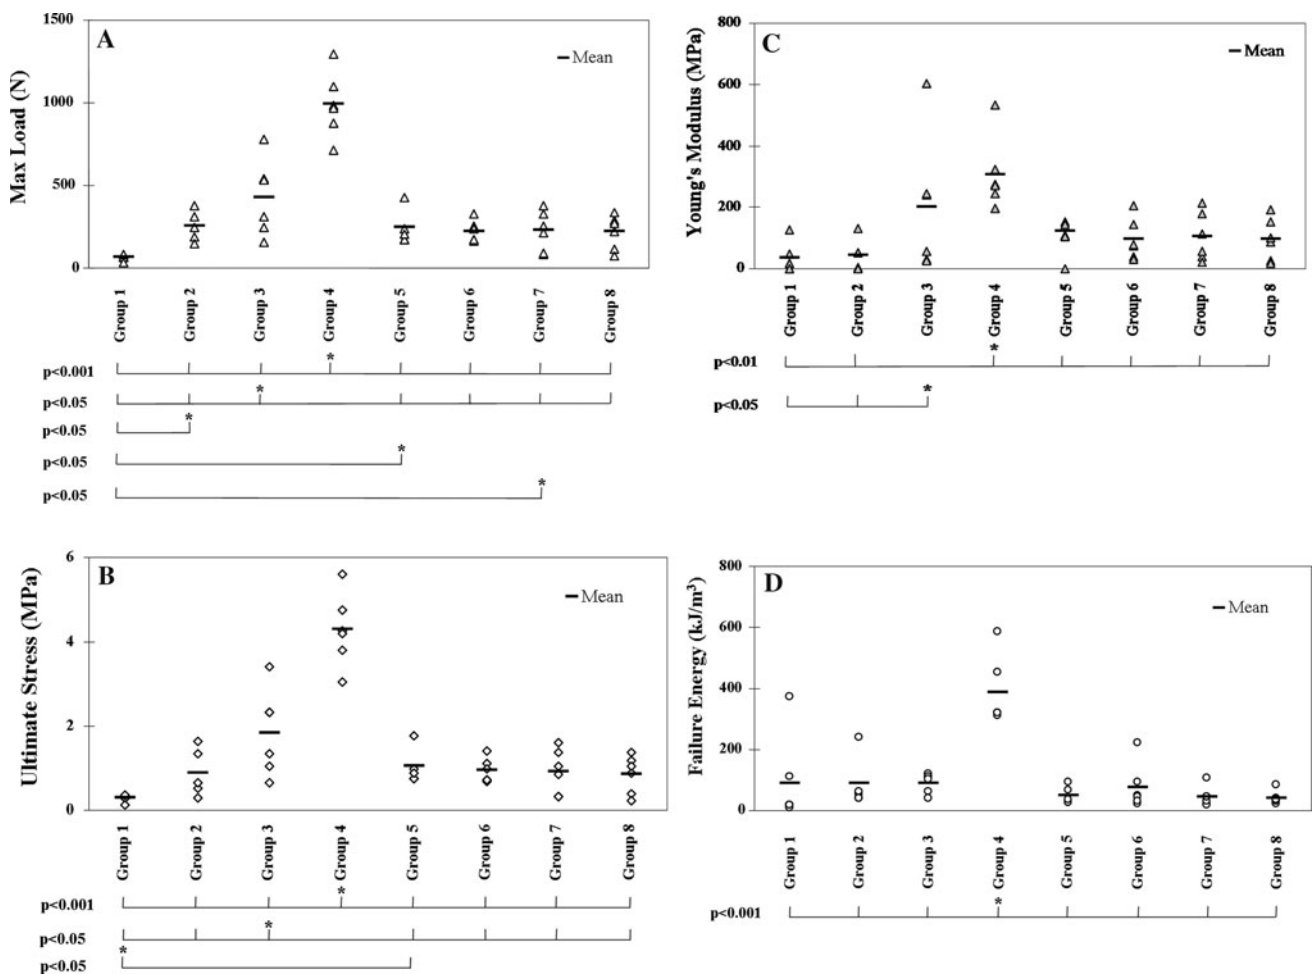 A
Mean
Max Load (N)
1500
1000
500
0
Group 1
Group 2
Group 3
Group 4
Group 5
Group 6
Group 7
Group 8
*
p<0.001
*
p<0.05
*
p<0.05
*
p<0.05
*
p<0.05
C
Mean
Young's Modulus (MPa)
800
600
400
200
0
Group 1
Group 2
Group 3
Group 4
Group 5
Group 6
Group 7
Group 8
*
p<0.01
*
p<0.05
B
Mean
Ultimate Stress (MPa)
6
4
2
0
Group 1
Group 2
Group 3
Group 4
Group 5
Group 6
Group 7
Group 8
*
p<0.001
*
p<0.05
*
p<0.05
D
Mean
Failure Energy (kJ/m³)
800
600
400
200
0
Group 1
Group 2
Group 3
Group 4
Group 5
Group 6
Group 7
Group 8
*
p<0.001